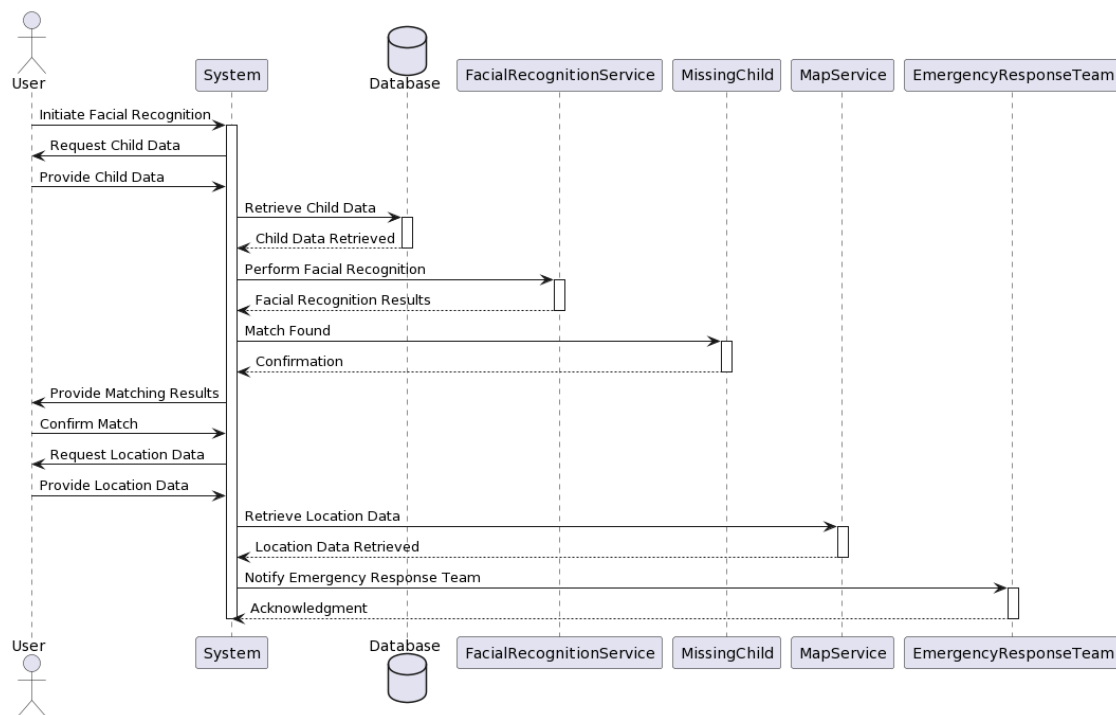 User
System
Database
FacialRecognitionService
MissingChild
MapService
EmergencyResponseTeam
Initiate Facial Recognition
Request Child Data
Provide Child Data
Retrieve Child Data
Child Data Retrieved
Perform Facial Recognition
Facial Recognition Results
Match Found
Confirmation
Provide Matching Results
Confirm Match
Request Location Data
Provide Location Data
Retrieve Location Data
Location Data Retrieved
Notify Emergency Response Team
Acknowledgment
User
System
Database
FacialRecognitionService
MissingChild
MapService
EmergencyResponseTeam